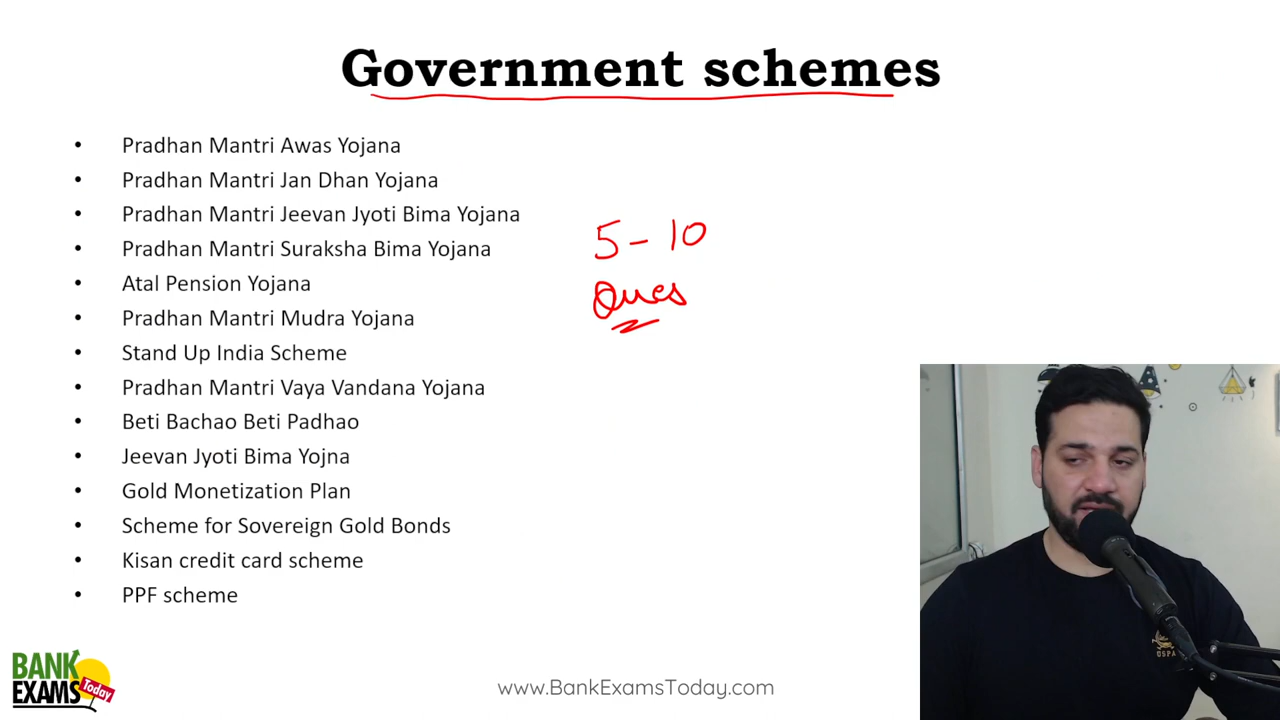 Government schemes
• Pradhan Mantri Awas Yojana
• Pradhan Mantri Jan Dhan Yojana
• Pradhan Mantri Jeevan Jyoti Bima Yojana
• Pradhan Mantri Suraksha Bima Yojana
• Atal Pension Yojana
• Pradhan Mantri Mudra Yojana
• Stand Up India Scheme
• Pradhan Mantri Vaya Vandana Yojana
• Beti Bachao Beti Padhao
• Jeevan Jyoti Bima Yojna
• Gold Monetization Plan
• Scheme for Sovereign Gold Bonds
• Kisan credit card scheme
• PPF scheme
5-10
Ques
USPA
BANK
EXAMS
Today
www.BankExamsToday.com